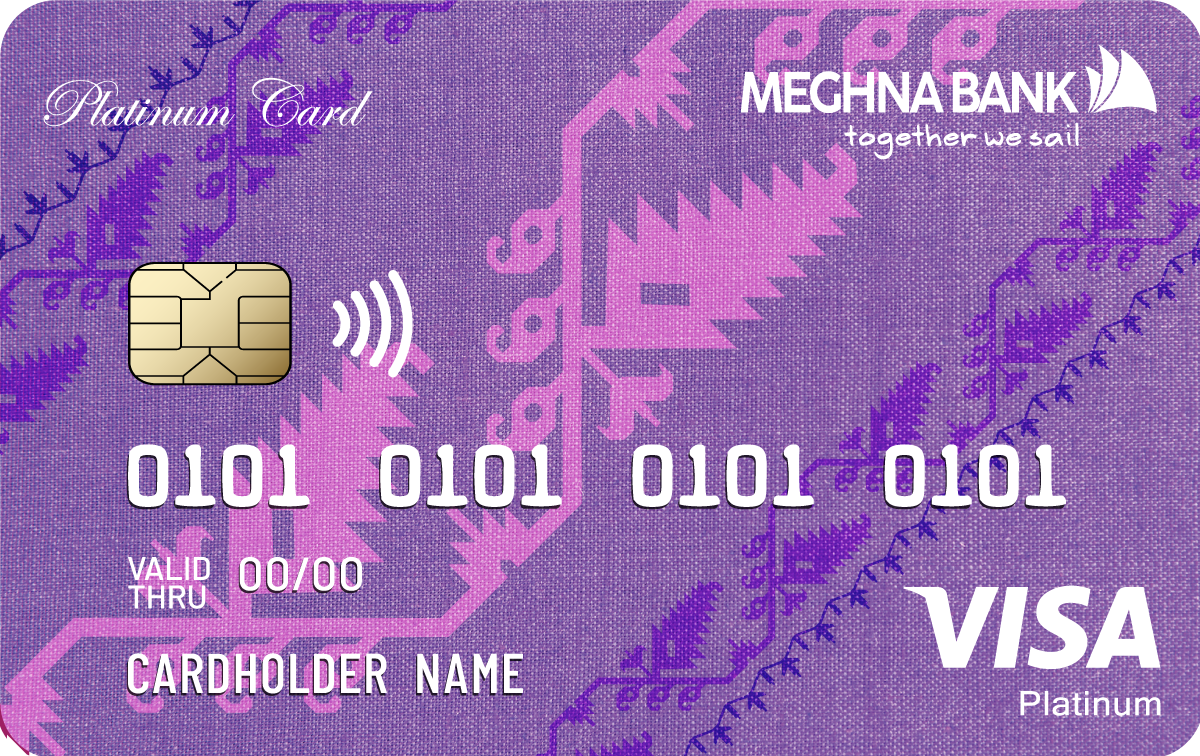 Platinum Card
MEGHNA BANK
together we sail
0101 0101 0101 0101
VALID THRU 00/00
CARDHOLDER NAME
VISA
Platinum